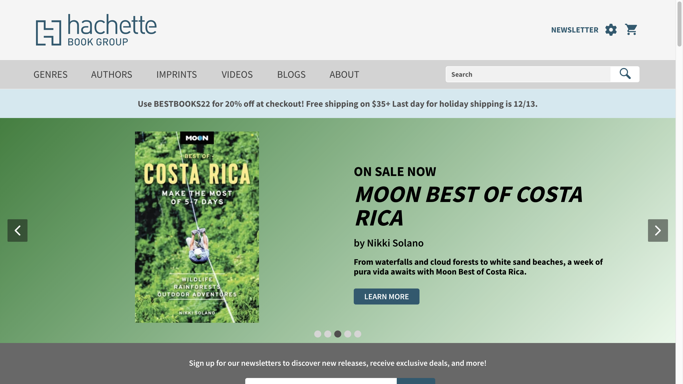 hachette
BOOK GROUP
NEWSLETTER
GENRES
AUTHORS
IMPRINTS
VIDEOS
BLOGS
ABOUT
Search
Use BESTBOOKS22 for 20% off at checkout! Free shipping on $35+ Last day for holiday shipping is 12/13.
MOON
BEST OF
COSTA RICA
MAKE THE MOST
OF 5-7 DAYS
WILDLIFE,
RAINFORESTS
OUTDOOR ADVENTURES
NIKKI SOLANO
ON SALE NOW
MOON BEST OF COSTA
RICA
by Nikki Solano
From waterfalls and cloud forests to white sand beaches, a week of
pura vida awaits with Moon Best of Costa Rica.
LEARN MORE
Sign up for our newsletters to discover new releases, receive exclusive deals, and more!